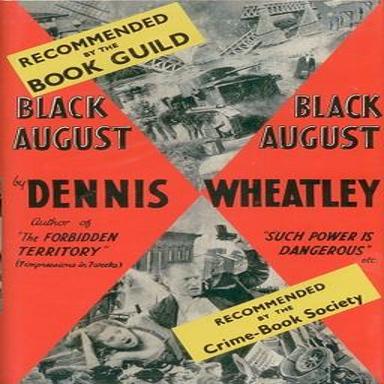 RECOMMENDED
BY THE
BOOK GUILD
BLACK
AUGUST
BLACK
AUGUST
by DENNIS WHEATLEY
Author of
"The FORBIDDEN
TERRITORY"
(7 impressions in 7 weeks)
"SUCH POWER IS
DANGEROUS"
etc.
RECOMMENDED
BY THE
Crime-Book Society